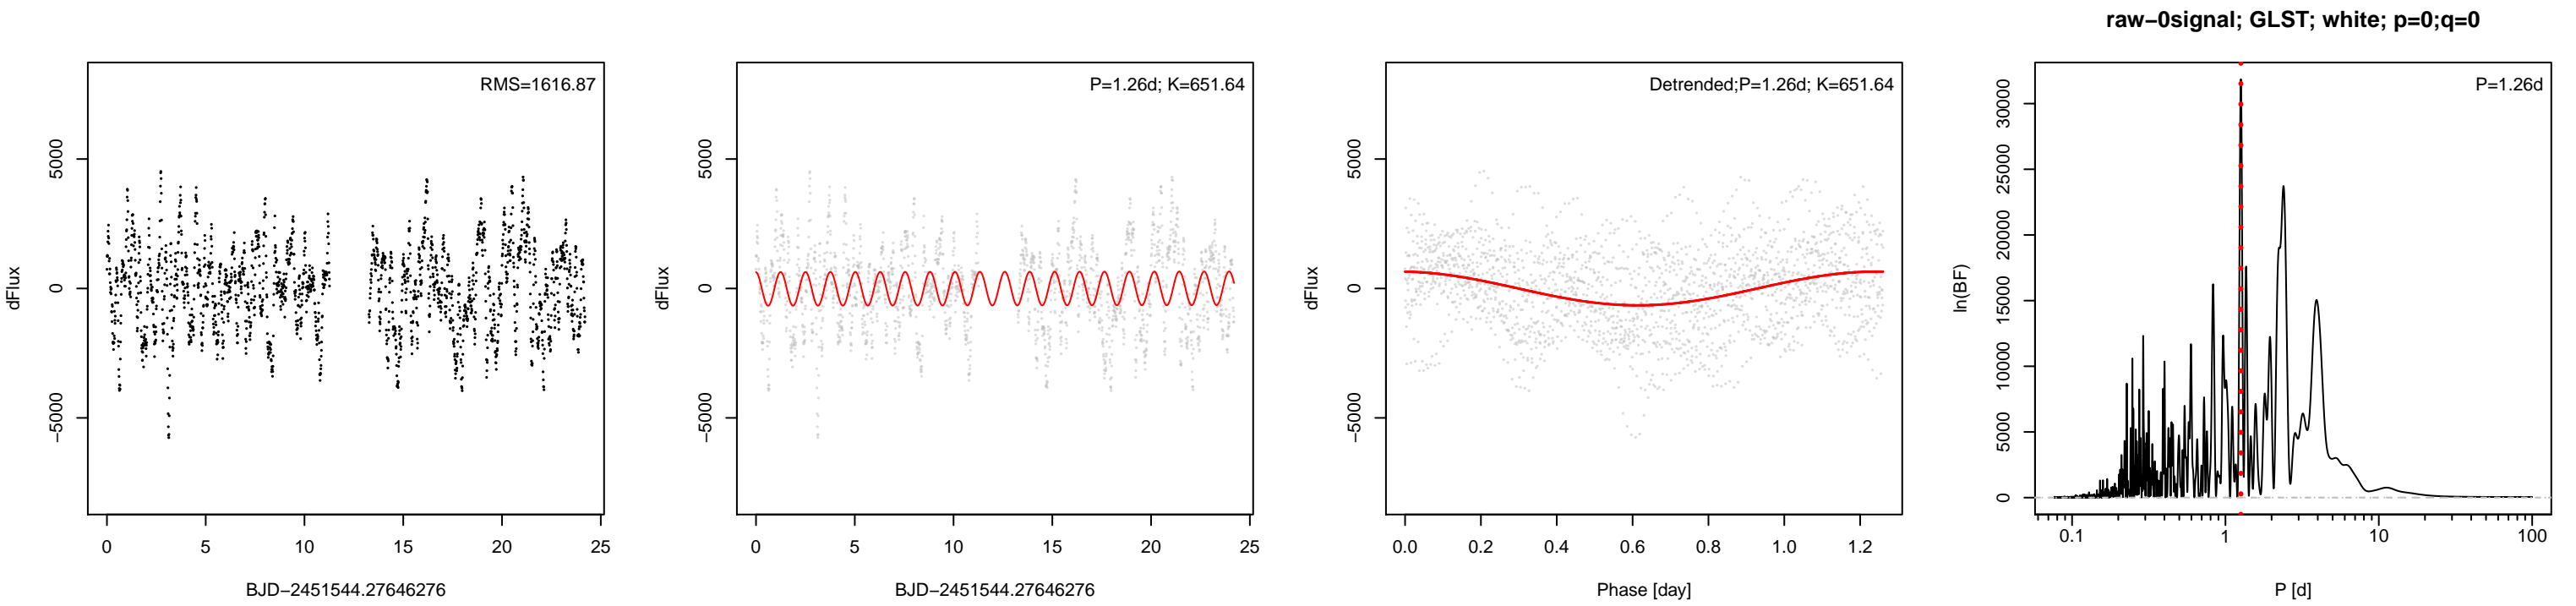 raw−0signal; GLST; white; p=0;q=0
RMS=1616.87
dFlux
5000
0
−5000
0 5 10 15 20 25
BJD−2451544.27646276
P=1.26d; K=651.64
dFlux
5000
0
−5000
0 5 10 15 20 25
BJD−2451544.27646276
Detrended;P=1.26d; K=651.64
dFlux
5000
0
−5000
0.0 0.2 0.4 0.6 0.8 1.0 1.2
Phase [day]
P=1.26d
ln(BF)
30000
25000
20000
15000
10000
5000
0
0.1 1 10 100
P [d]